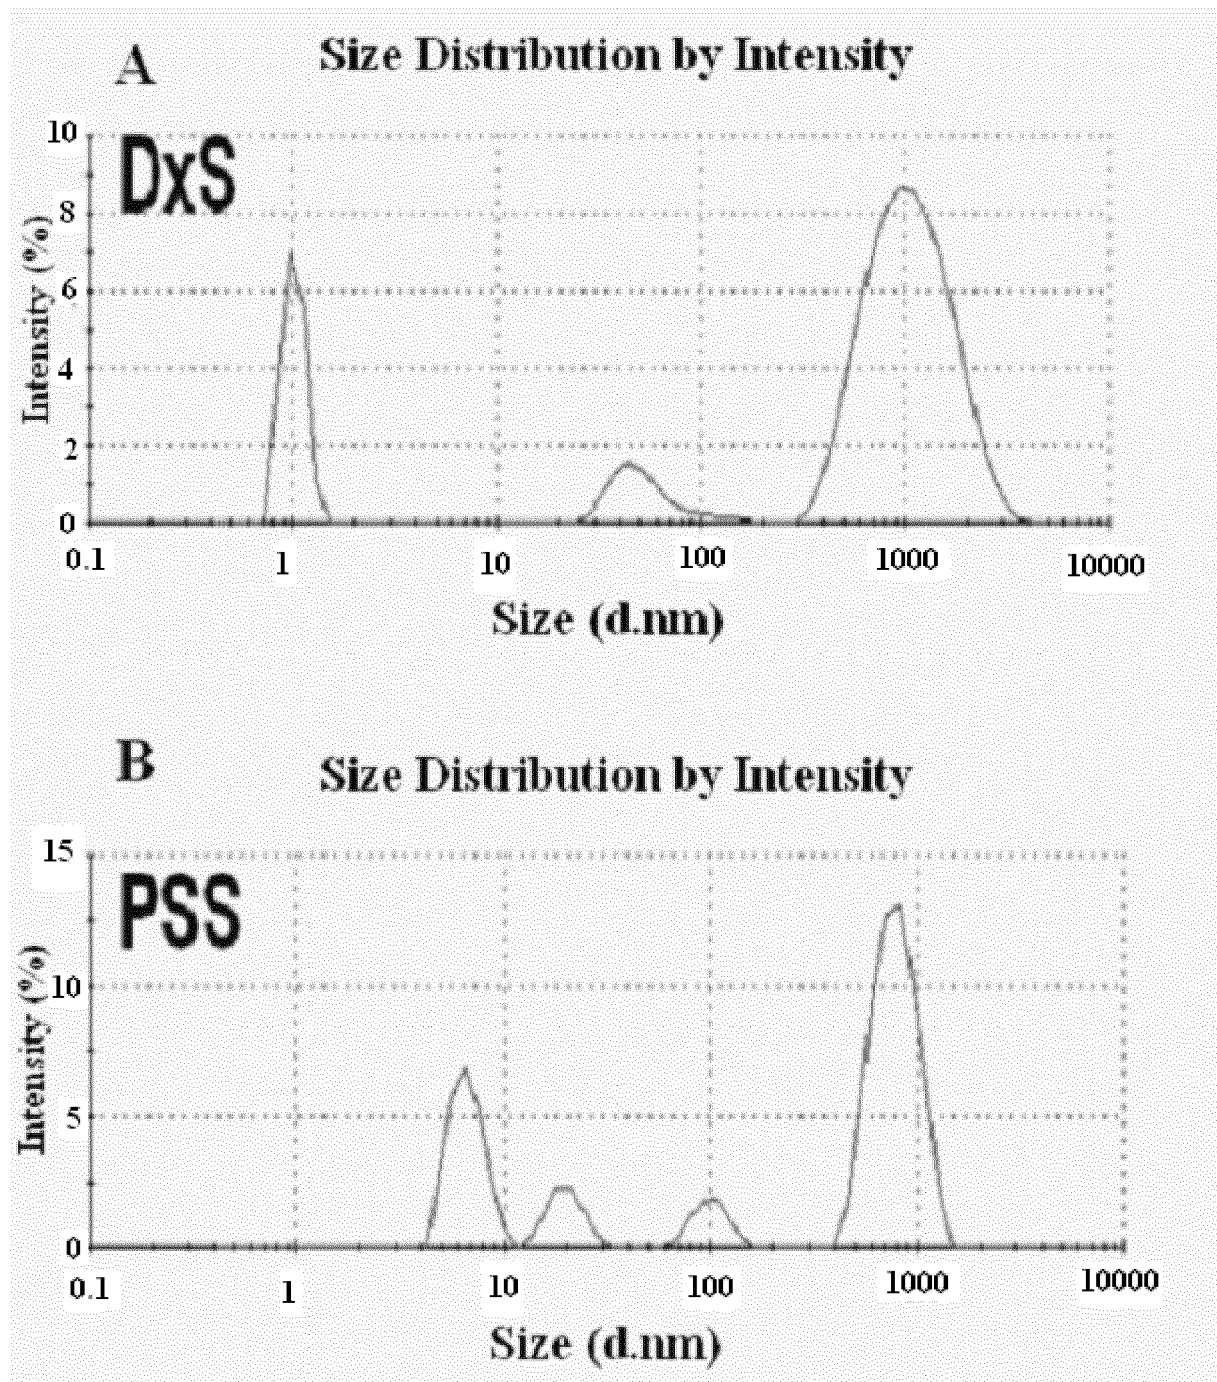 A
Size Distribution by Intensity
DxS
Intensity (%)
10
8
6
4
2
0
0.1 1 10 100 1000 10000
Size (d.nm)
B
Size Distribution by Intensity
PSS
Intensity (%)
15
10
5
0
0.1 1 10 100 1000 10000
Size (d.nm)